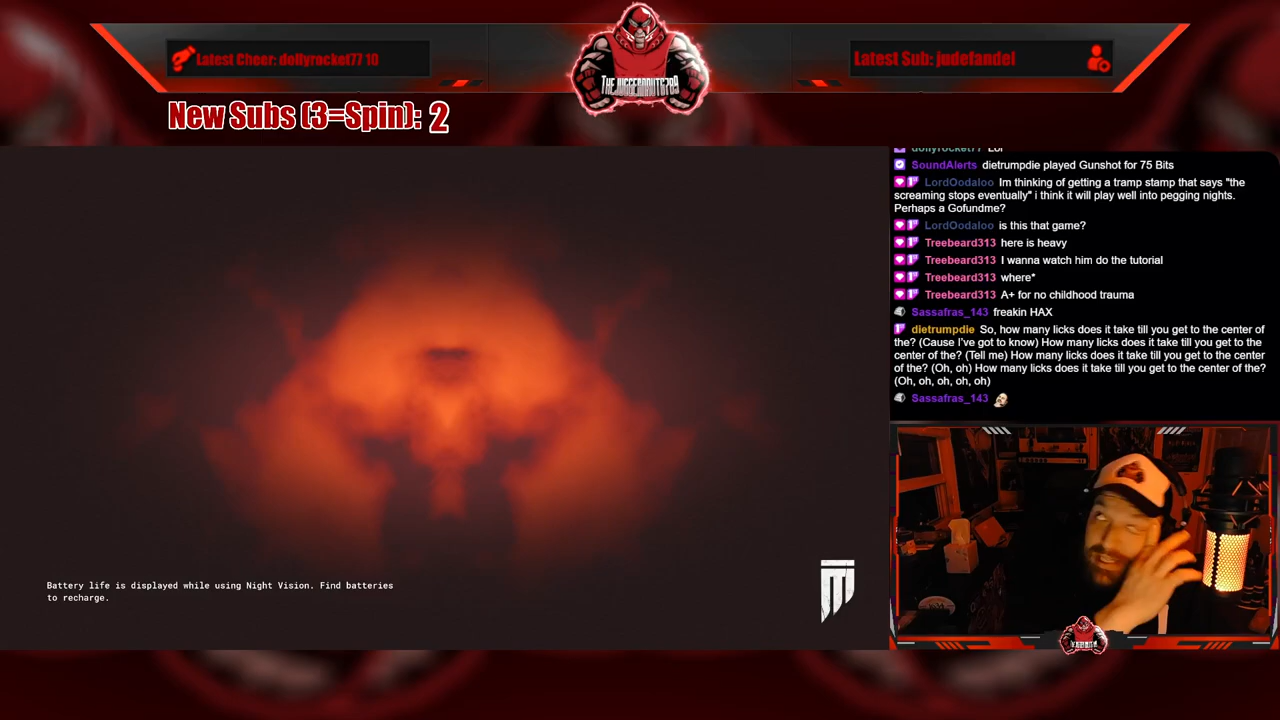 Latest Cheer: dollyrocket77 10
THEJUGGERNAUT6789
Latest Sub: judefandel
New Subs (3=Spin): 2
dollyrocket77 Lol
SoundAlerts dietrumpdie played Gunshot for 75 Bits
LordOodaloo Im thinking of getting a tramp stamp that says "the
screaming stops eventually" i think it will play well into pegging nights.
Perhaps a Gofundme?
LordOodaloo is this that game?
Treebeard313 here is heavy
Treebeard313 I wanna watch him do the tutorial
Treebeard313 where*
Treebeard313 A+ for no childhood trauma
Sassafras_143 freakin HAX
dietrumpdie So, how many licks does it take till you get to the center of
the? (Cause I've got to know) How many licks does it take till you get to the
center of the? (Tell me) How many licks does it take till you get to the center
of the? (Oh, oh) How many licks does it take till you get to the center of the?
(Oh, oh, oh, oh, oh)
Sassafras_143
Battery life is displayed while using Night Vision. Find batteries
to recharge.